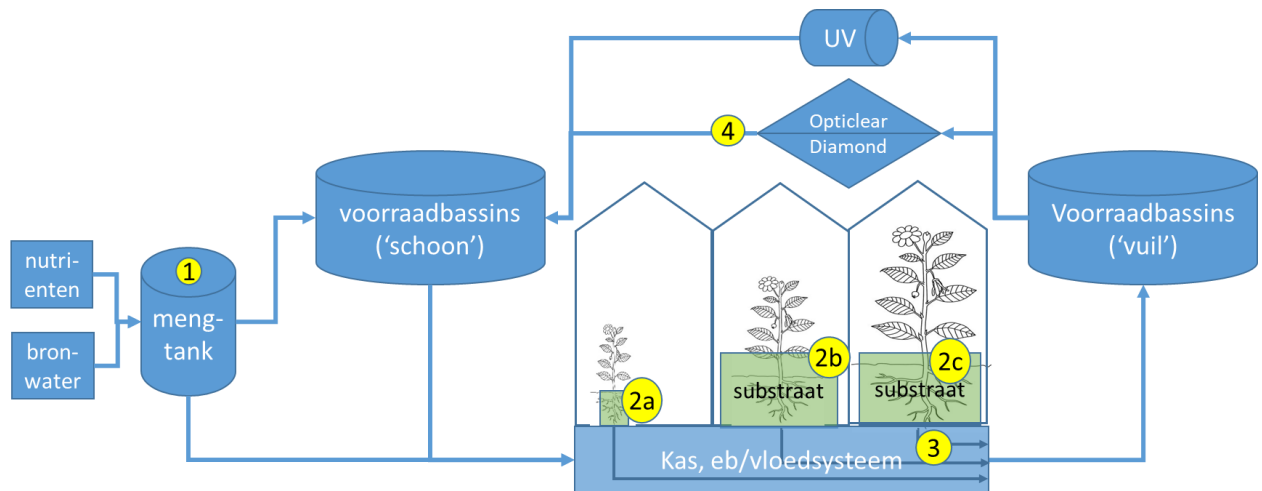 UV
Opticlear
Diamond
4
voorraadbassins
(‘schoon’)
Voorraadbassins
(‘vuil’)
nutri-
enten
1
meng-
tank
bron-
water
2a
2b
substraat
2c
substraat
3
Kas, eb/vloedsysteem